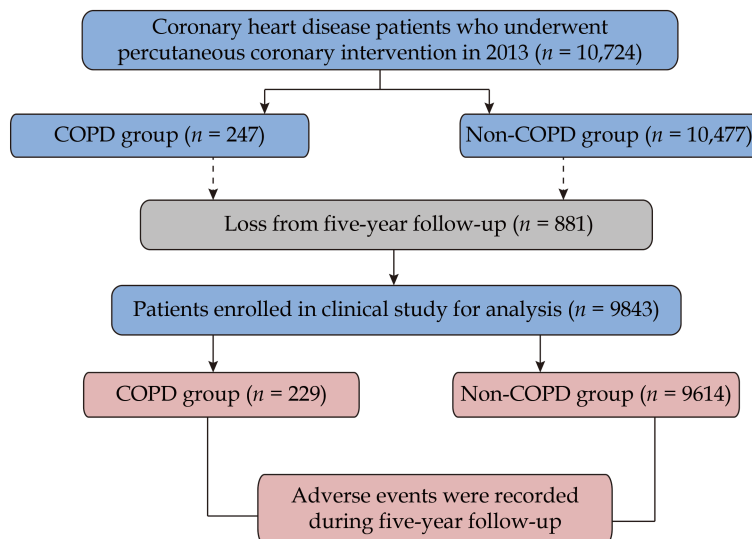 Coronary heart disease patients who underwent
percutaneous coronary intervention in 2013 (n = 10,724)
COPD group (n = 247)
Non-COPD group (n = 10,477)
Loss from five-year follow-up (n = 881)
Patients enrolled in clinical study for analysis (n = 9843)
COPD group (n = 229)
Non-COPD group (n = 9614)
Adverse events were recorded
during five-year follow-up